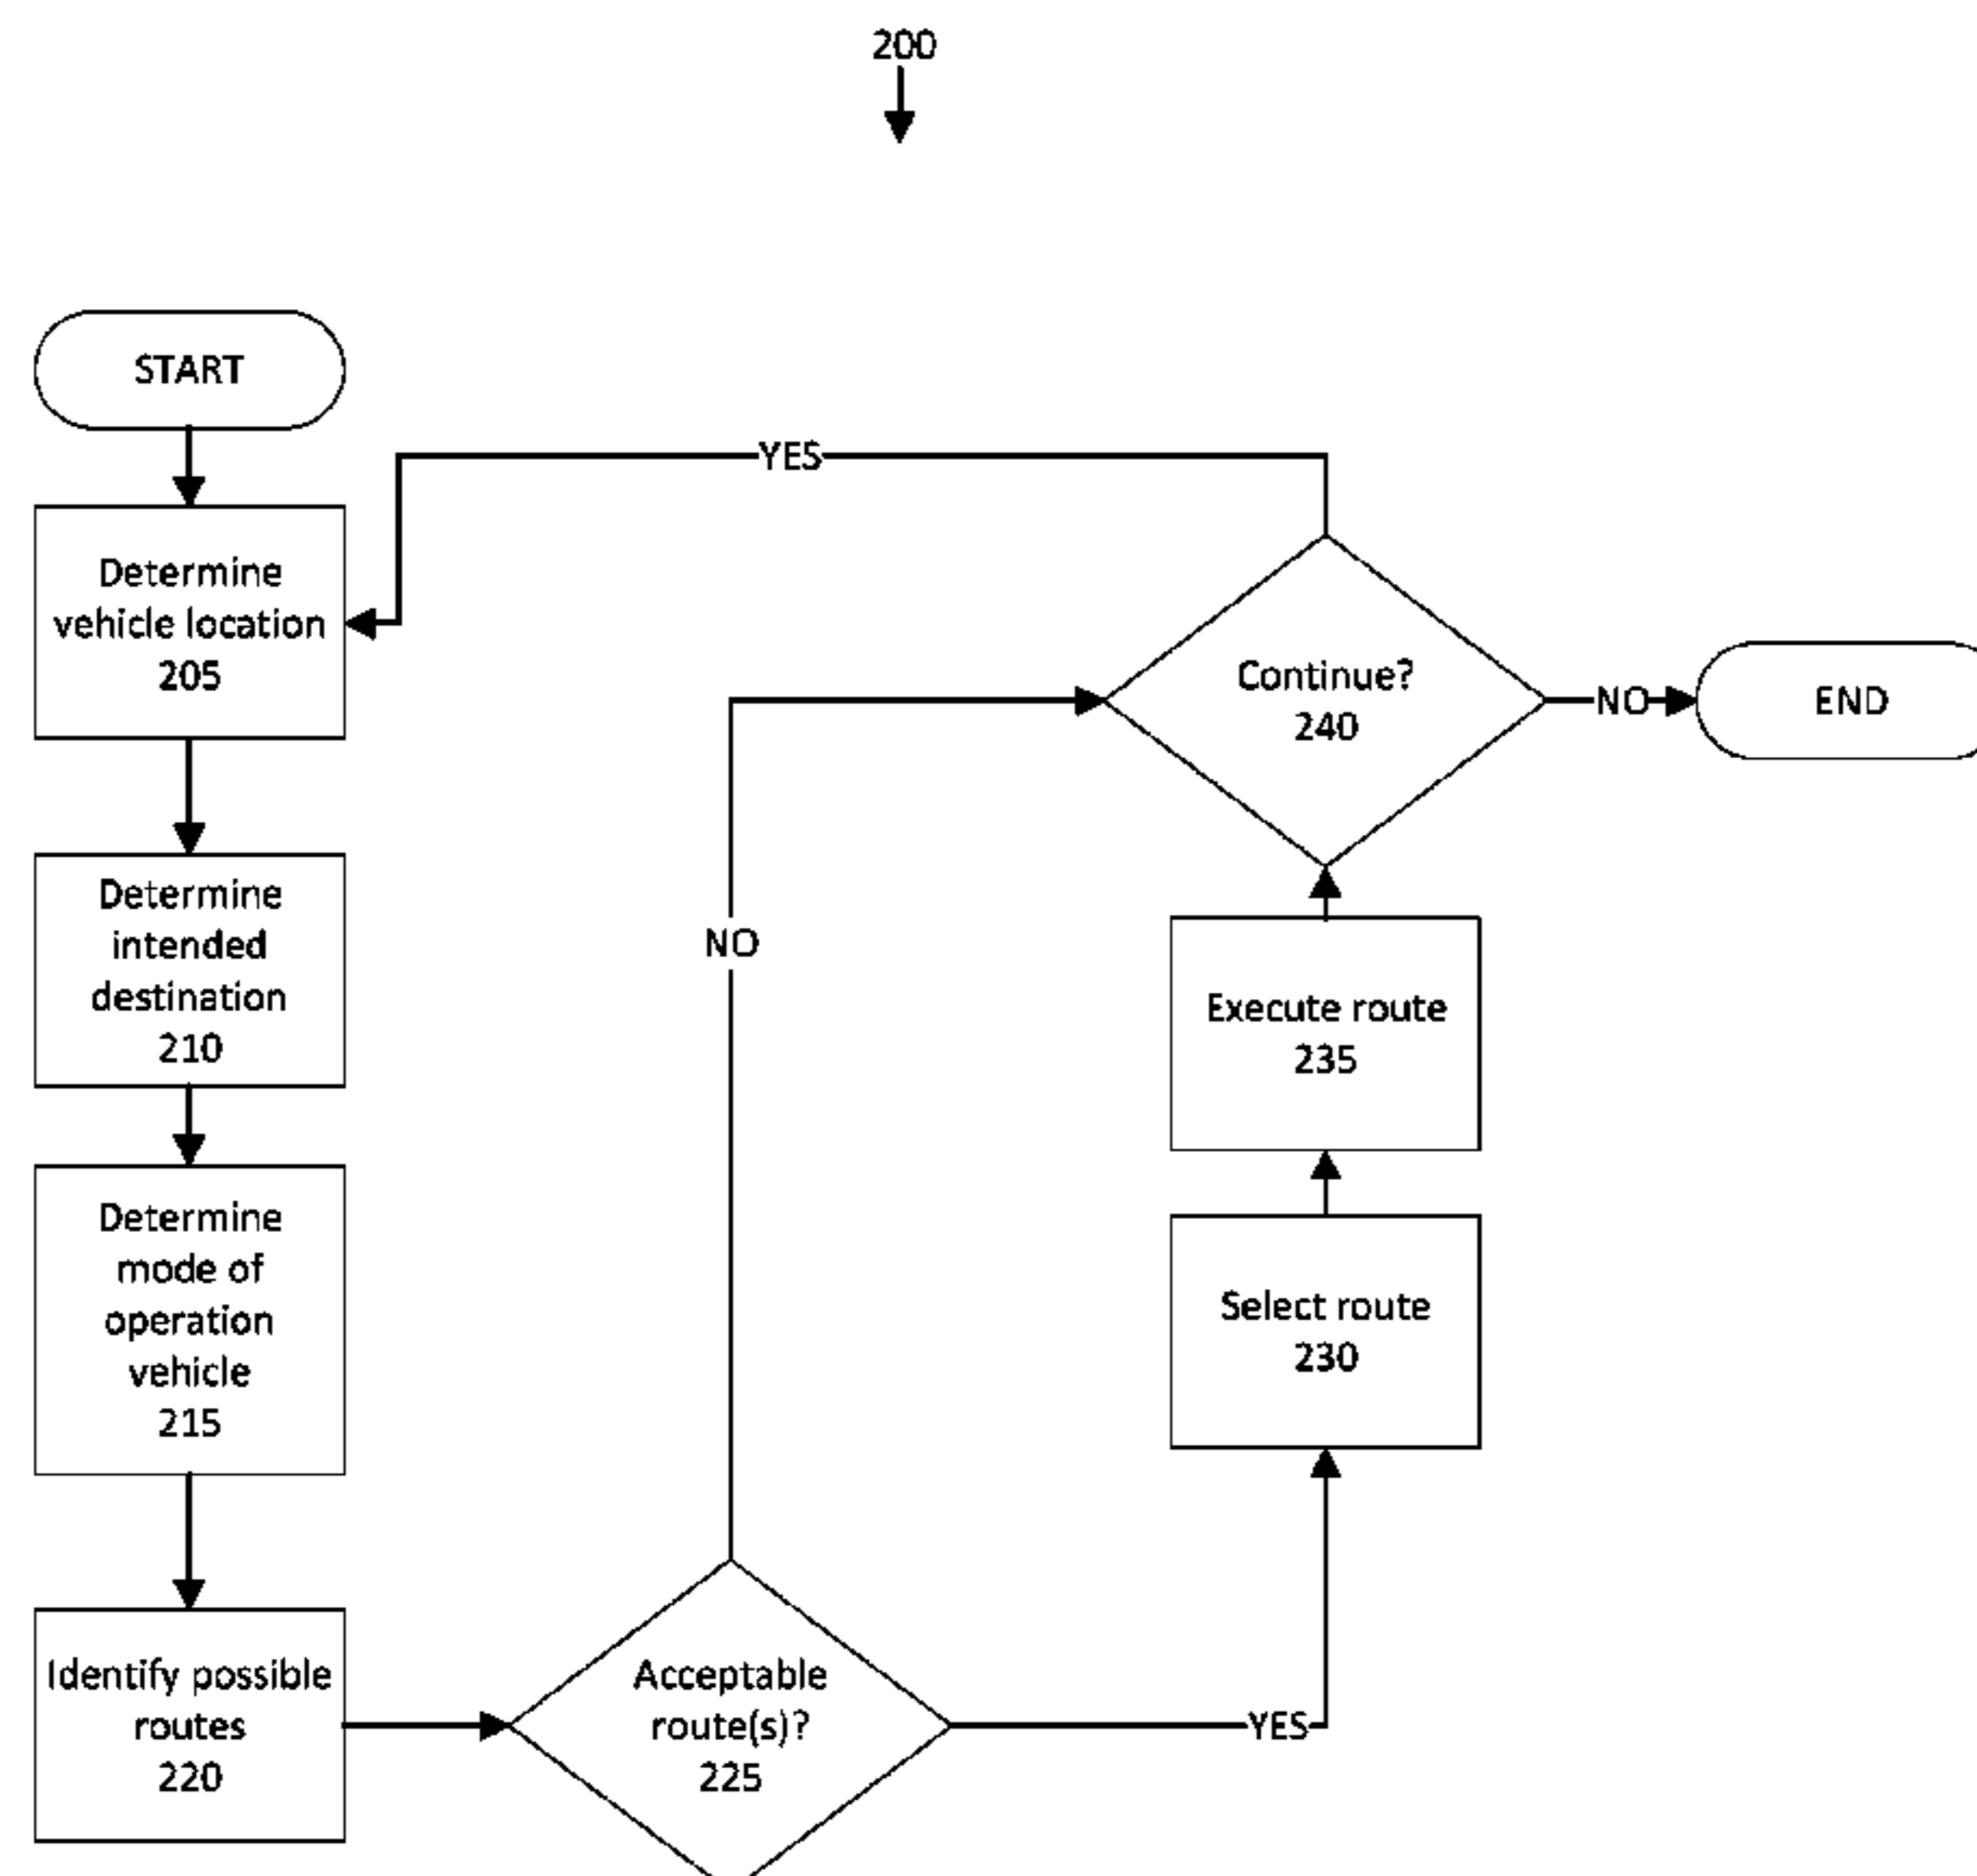 200
START
Determine
vehicle location
205
Determine
intended
destination
210
Determine
mode of
operation
vehicle
215
Identify possible
routes
220
Acceptable
route(s)?
225
NO
YES
Select route
230
Execute route
235
Continue?
240
YES
NO
END